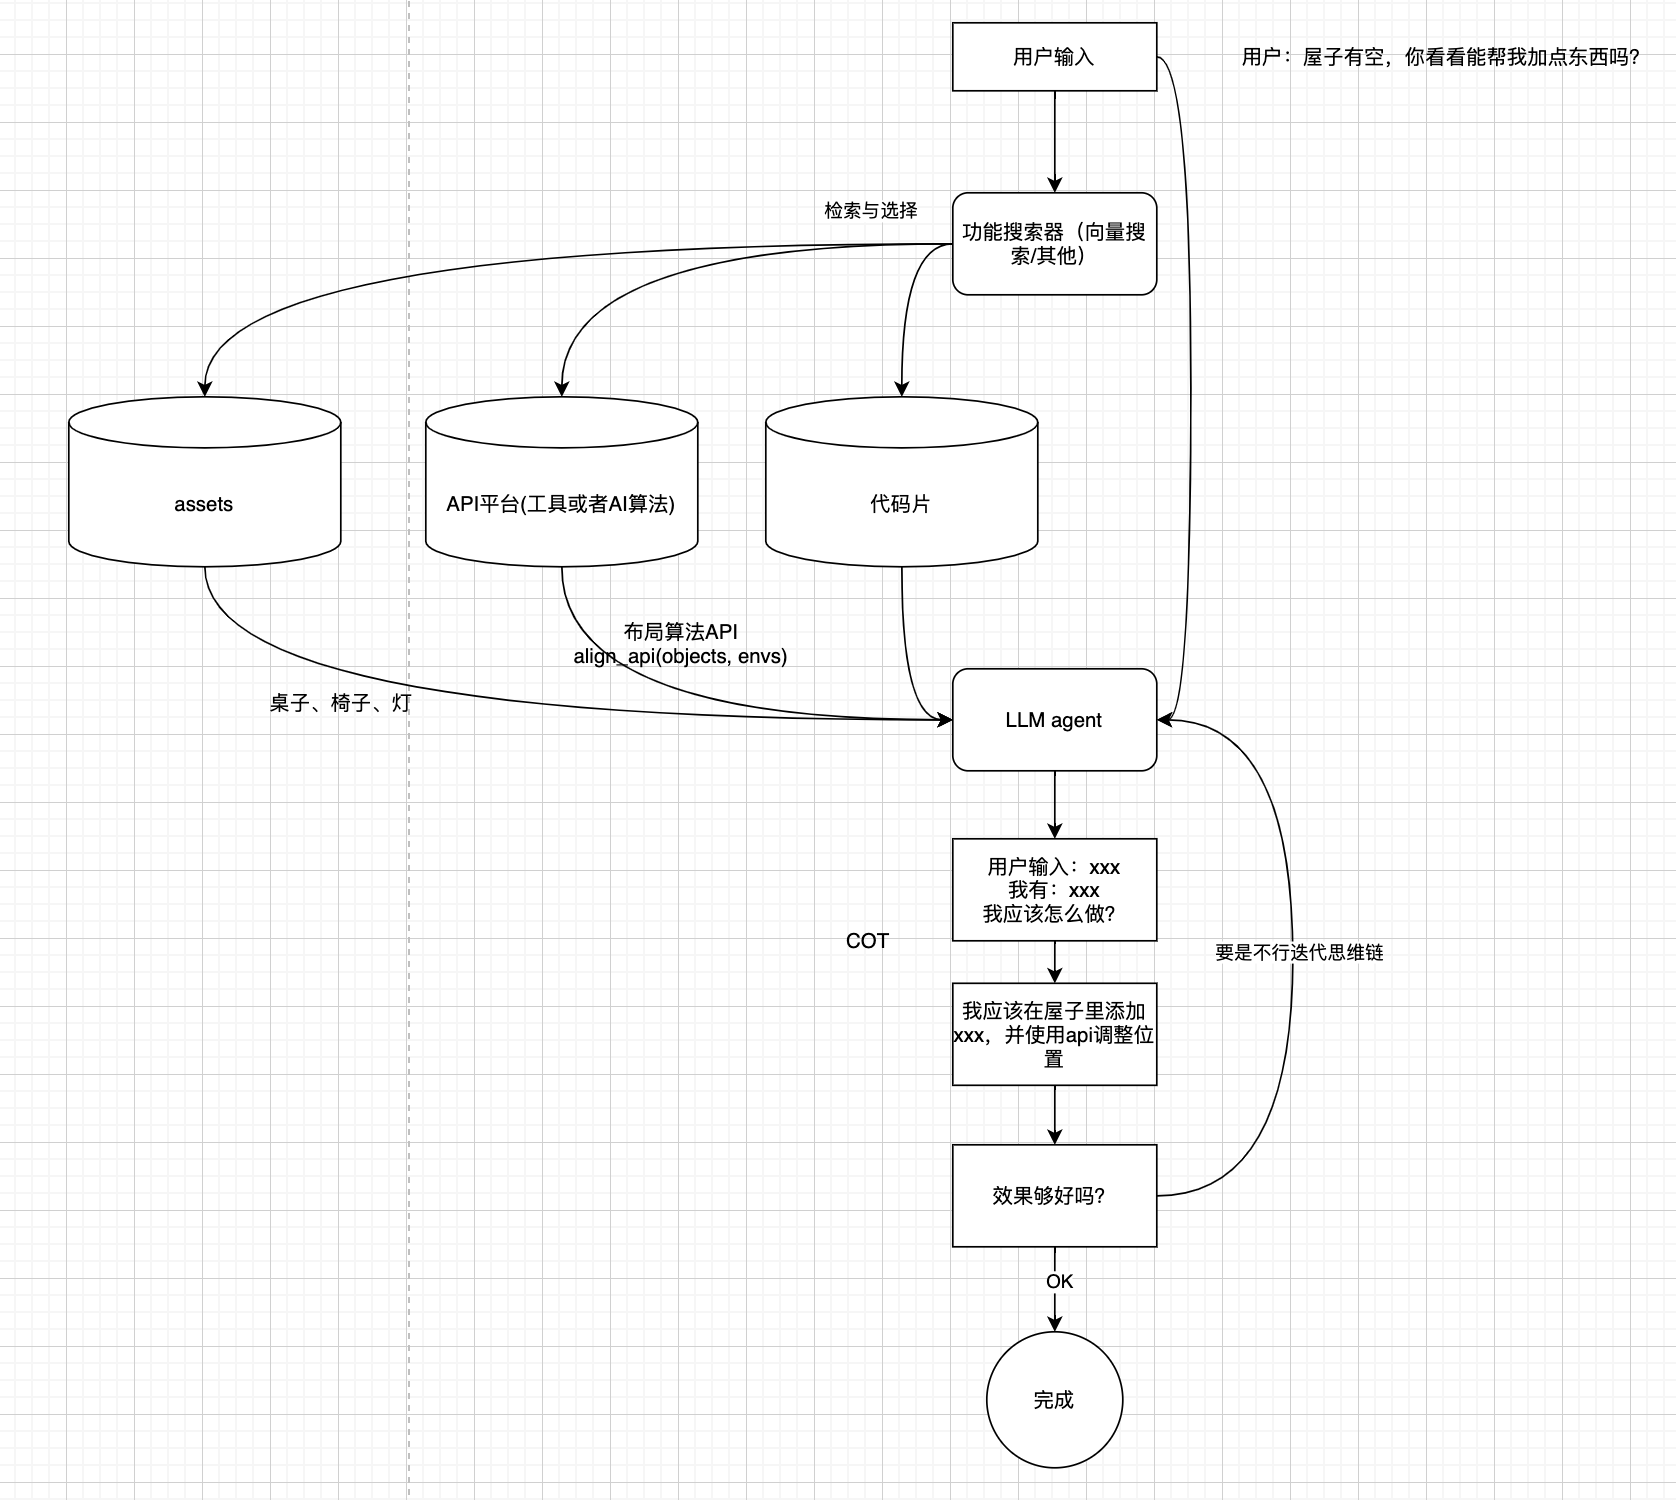 用户输入
用户：屋子有空，你看看能帮我加点东西吗？
检索与选择
功能搜索器（向量搜
索/其他）
assets
API平台(工具或者AI算法)
代码片
布局算法API
align_api(objects, envs)
桌子、椅子、灯
LLM agent
用户输入：xxx
我有：xxx
我应该怎么做？
COT
要是不行迭代思维链
我应该在屋子里添加
xxx，并使用api调整位
置
效果够好吗？
OK
完成